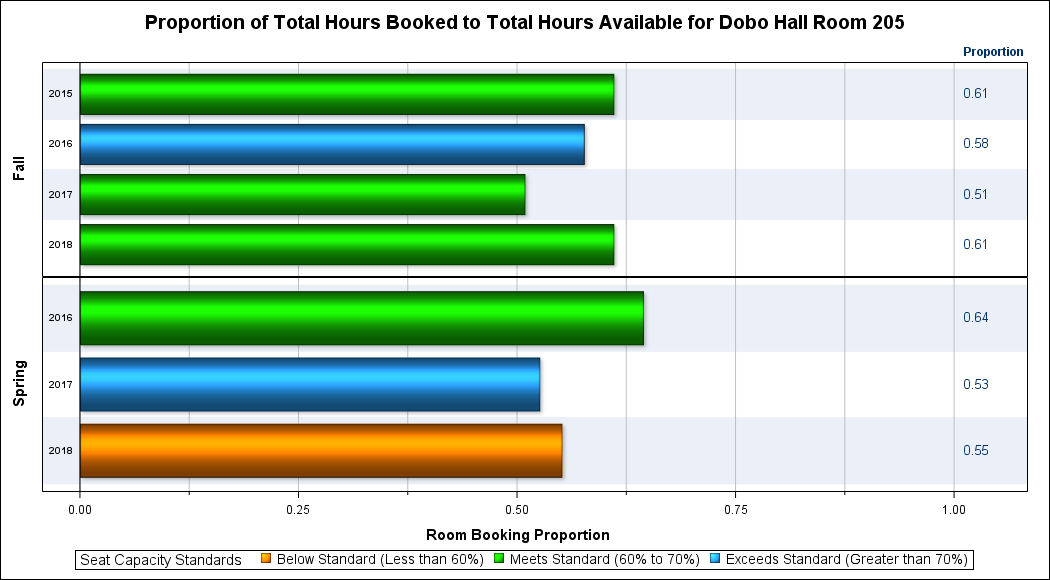 Proportion of Total Hours Booked to Total Hours Available for Dobo Hall Room 205
Proportion
Fall
2015 0.61
2016 0.58
2017 0.51
2018 0.61
Spring
2016 0.64
2017 0.53
2018 0.55
0.00 0.25 0.50 0.75 1.00
Room Booking Proportion
Seat Capacity Standards Below Standard (Less than 60%) Meets Standard (60% to 70%) Exceeds Standard (Greater than 70%)